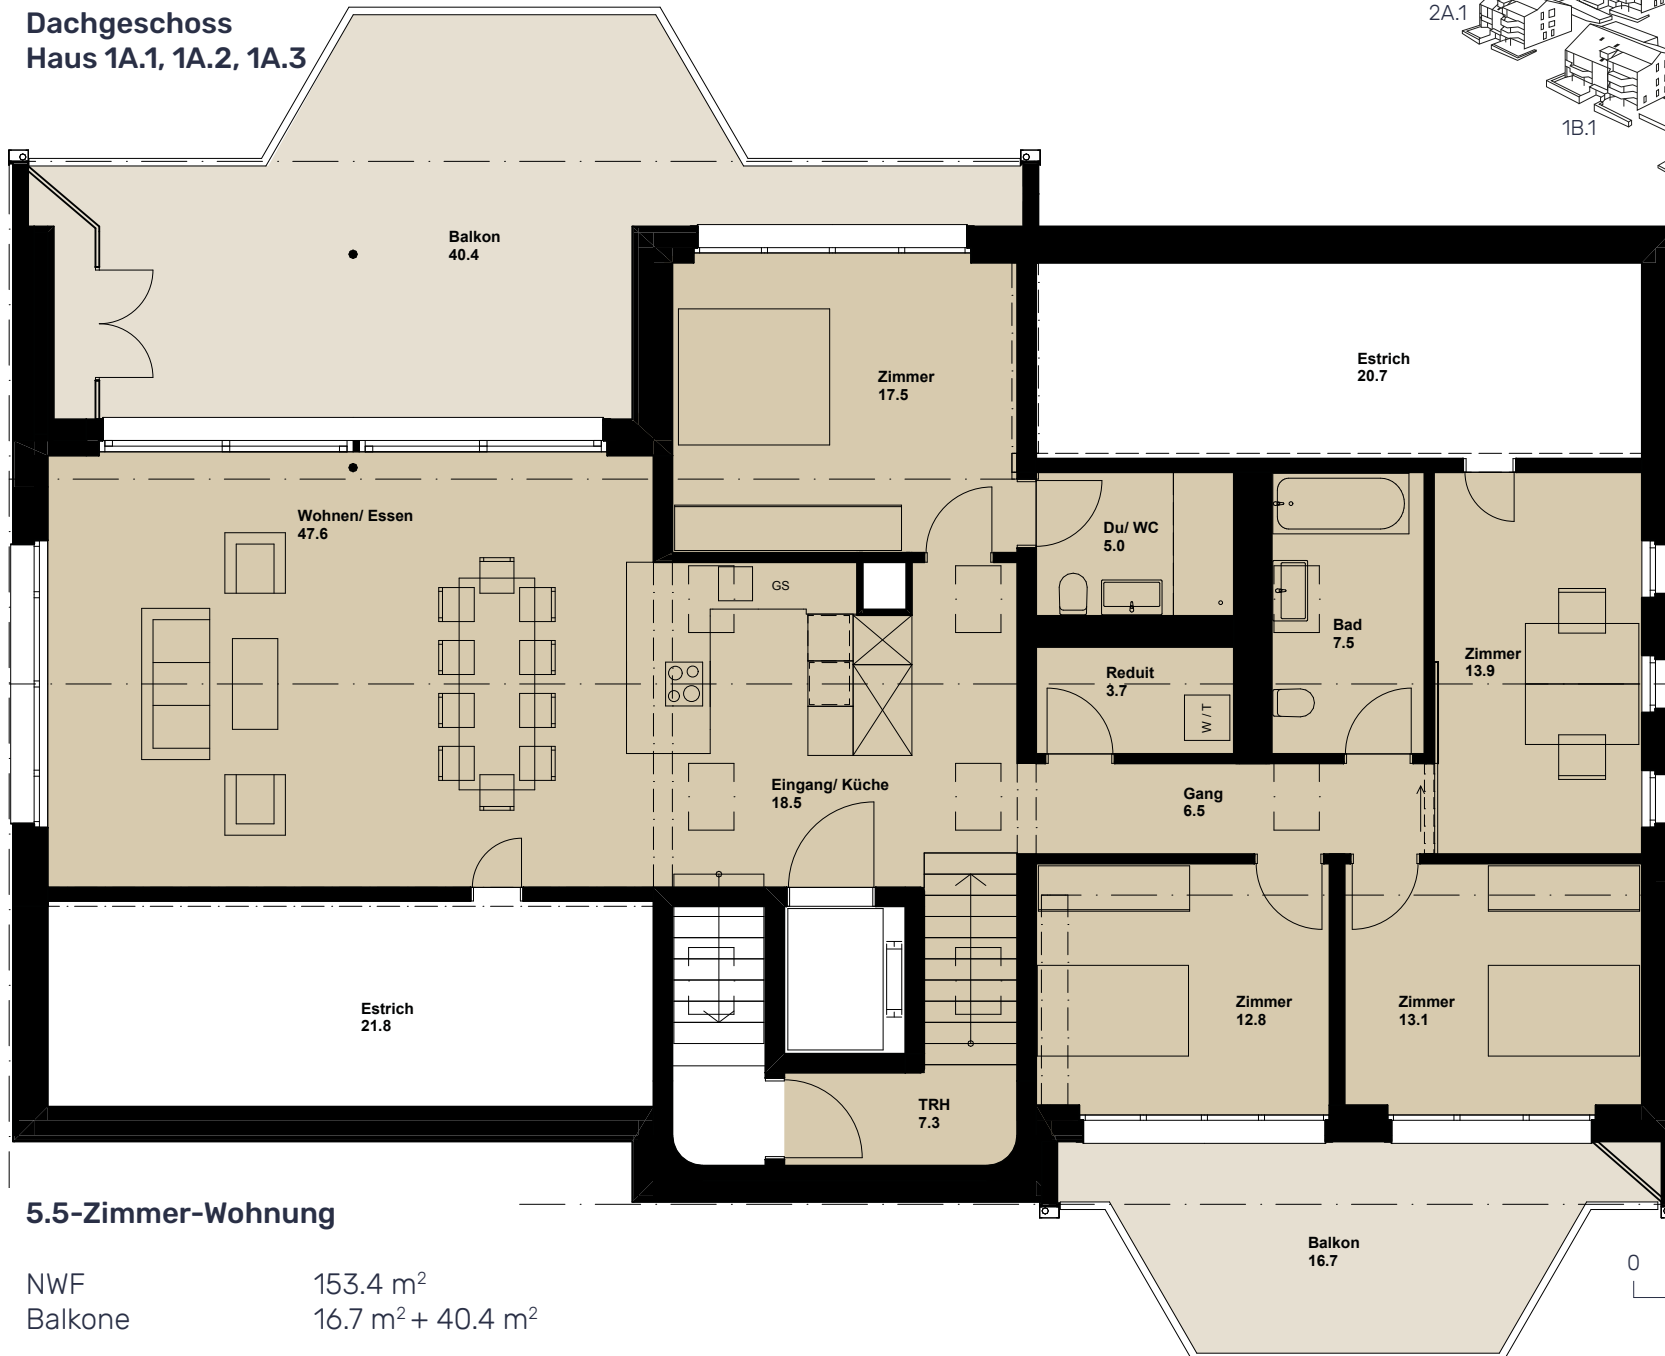 Dachgeschoss
Haus 1A.1, 1A.2, 1A.3
2A.1
1B.1
Balkon
40.4
Zimmer
17.5
Estrich
20.7
Wohnen/ Essen
47.6
Du/ WC
5.0
GS
Bad
7.5
Zimmer
13.9
Reduit
3.7
W / T
Eingang/ Küche
18.5
Gang
6.5
Estrich
21.8
Zimmer
12.8
Zimmer
13.1
TRH
7.3
Balkon
16.7
0
5.5-Zimmer-Wohnung
NWF 153.4 m²
Balkone 16.7 m² + 40.4 m²